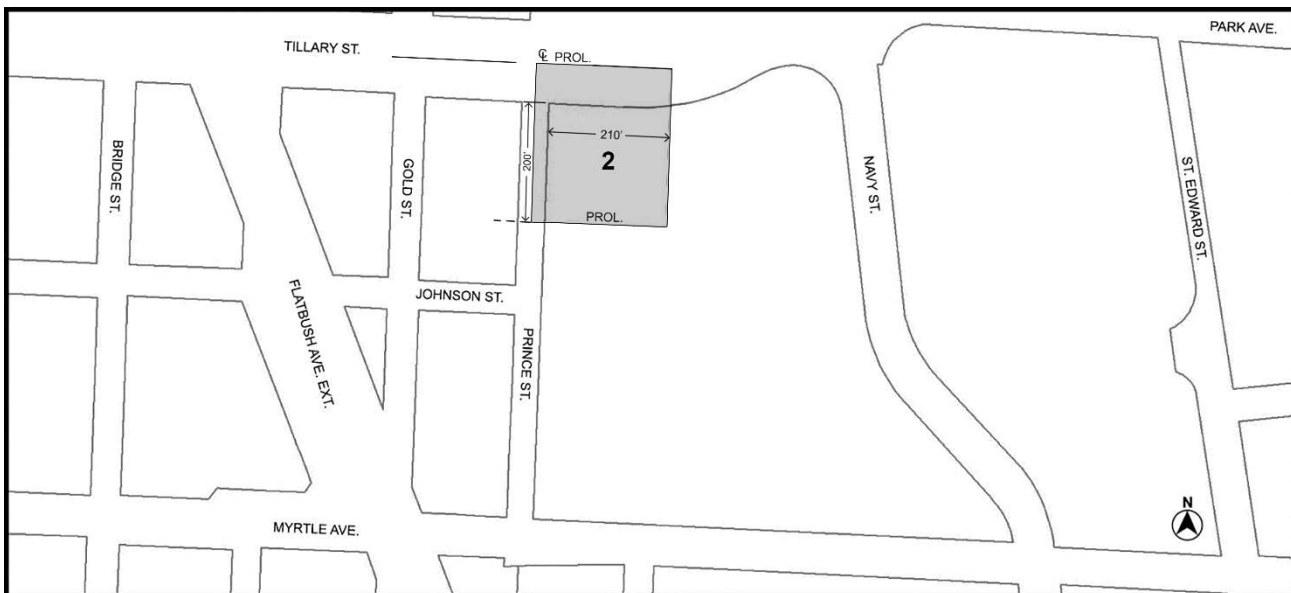 PARK AVE.
TILLARY ST.
℄ PROL.
210'
200'
2
PROL.
BRIDGE ST.
GOLD ST.
NAVY ST.
ST. EDWARD ST.
FLATBUSH AVE. EXT.
JOHNSON ST.
PRINCE ST.
MYRTLE AVE.
N